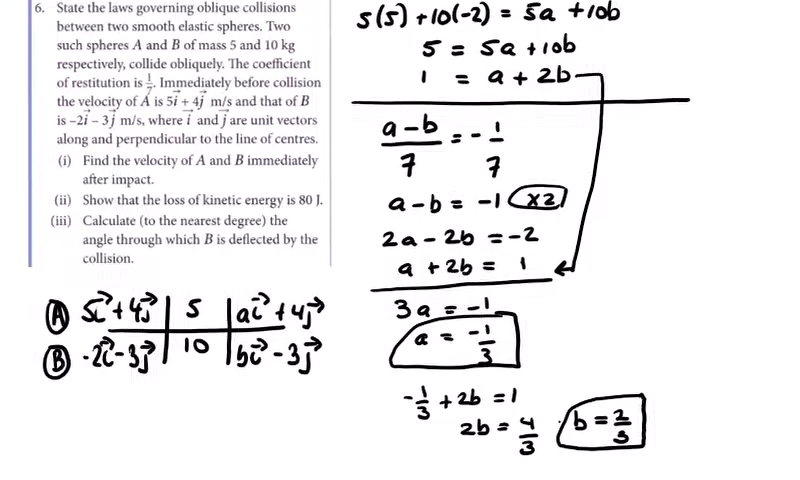 6. State the laws governing oblique collisions
between two smooth elastic spheres. Two
such spheres A and B of mass 5 and 10 kg
respectively, collide obliquely. The coefficient
of restitution is 1/7. Immediately before collision
the velocity of A is 5i⃗ + 4j⃗ m/s and that of B
is −2i⃗ − 3j⃗ m/s, where i⃗ and j⃗ are unit vectors
along and perpendicular to the line of centres.
(i) Find the velocity of A and B immediately
after impact.
(ii) Show that the loss of kinetic energy is 80 J.
(iii) Calculate (to the nearest degree) the
angle through which B is deflected by the
collision.
A 5i⃗ + 4j⃗ | 5 | ai⃗ + 4j⃗
B -2i⃗ - 3j⃗ | 10 | bi⃗ - 3j⃗
5(5) + 10(-2) = 5a + 10b
5 = 5a + 10b
1 = a + 2b
(a - b)/7 = -1/7
a - b = -1 (x2)
2a - 2b = -2
a + 2b = 1
3a = -1
a = -1/3
-1/3 + 2b = 1
2b = 4/3
b = 2/3